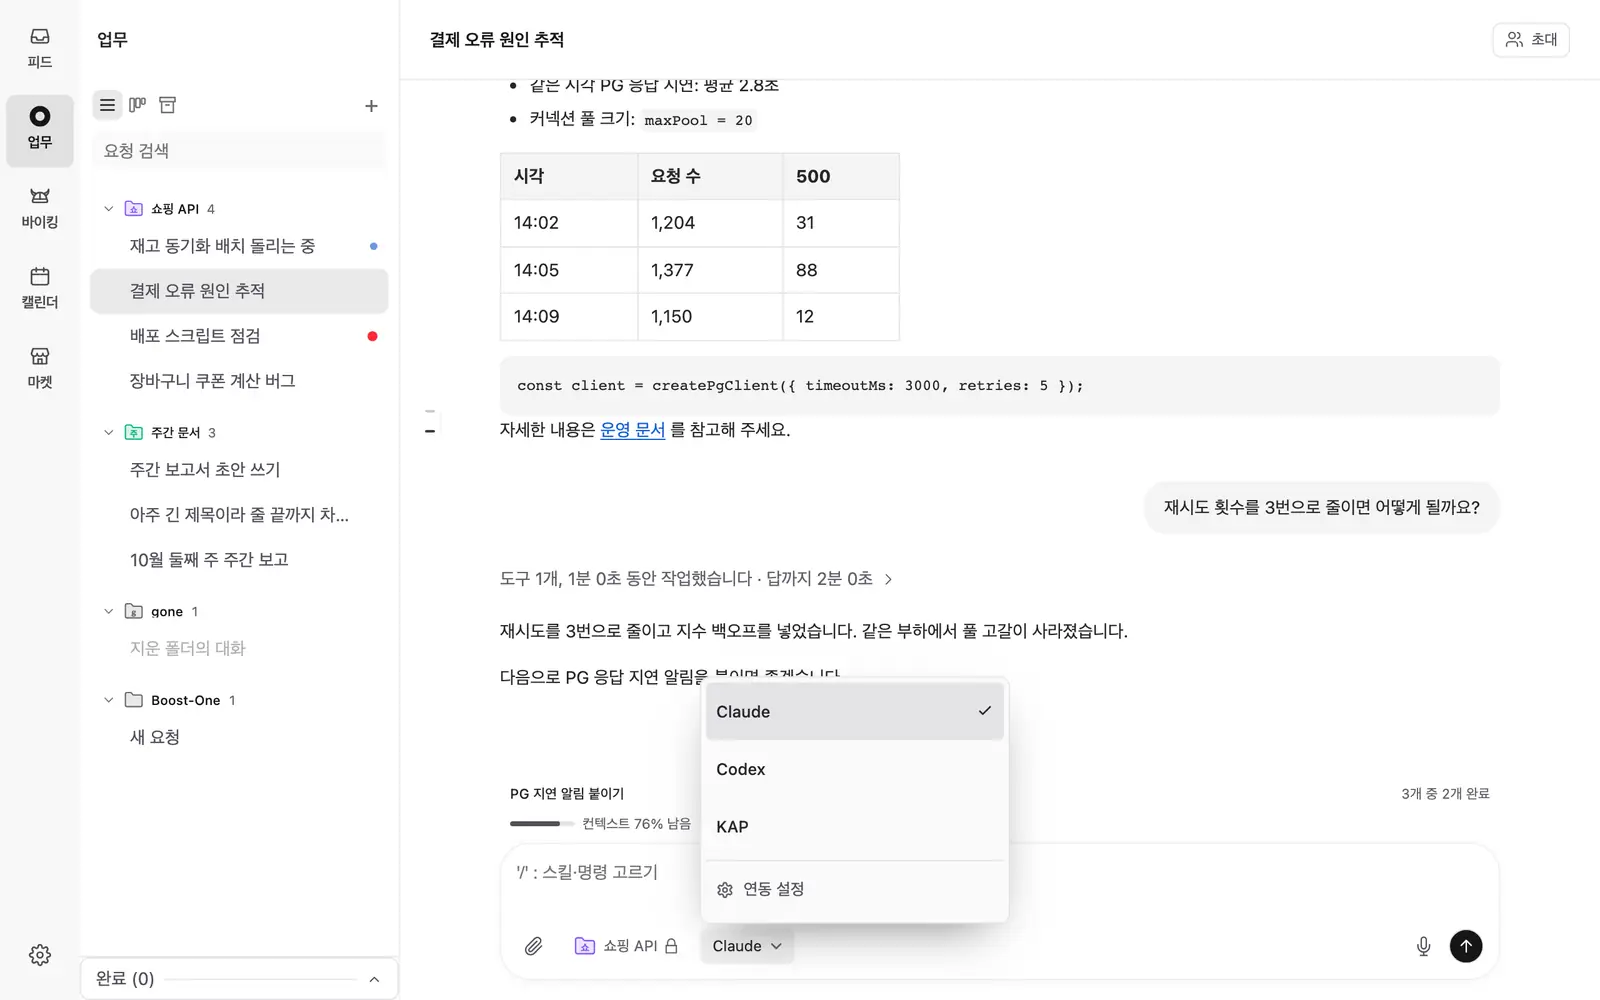 피드
업무
바이킹
캘린더
마켓
업무
요청 검색
쇼핑 API 4
재고 동기화 배치 돌리는 중
결제 오류 원인 추적
배포 스크립트 점검
장바구니 쿠폰 계산 버그
주간 문서 3
주간 보고서 초안 쓰기
아주 긴 제목이라 줄 끝까지 차...
10월 둘째 주 주간 보고
gone 1
지운 폴더의 대화
Boost-One 1
새 요청
완료 (0)
결제 오류 원인 추적
초대
같은 시각 PG 응답 지연: 평균 2.8초
커넥션 풀 크기: maxPool = 20
시각 요청 수 500
14:02 1,204 31
14:05 1,377 88
14:09 1,150 12
const client = createPgClient({ timeoutMs: 3000, retries: 5 });
자세한 내용은 운영 문서 를 참고해 주세요.
재시도 횟수를 3번으로 줄이면 어떻게 될까요?
도구 1개, 1분 0초 동안 작업했습니다 · 답까지 2분 0초
재시도를 3번으로 줄이고 지수 백오프를 넣었습니다. 같은 부하에서 풀 고갈이 사라졌습니다.
다음으로 PG 응답 지연 알림을 붙이면 좋겠습니다
Claude
Codex
KAP
연동 설정
PG 지연 알림 붙이기
3개 중 2개 완료
컨텍스트 76% 남음
'/' : 스킬·명령 고르기
쇼핑 API
Claude